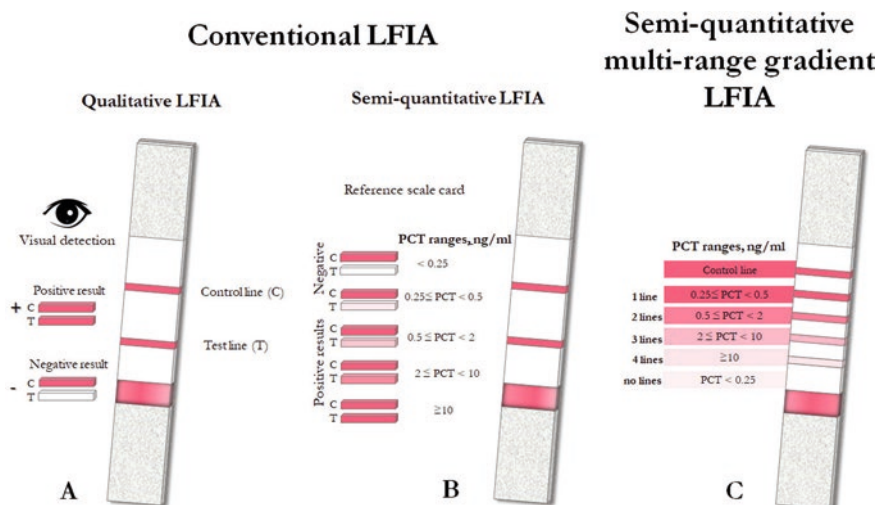 Conventional LFIA
Semi-quantitative
multi-range gradient
LFIA
Qualitative LFIA
Visual detection
Positive result
+
C
T
Negative result
-
C
T
Control line (C)
Test line (T)
A
Semi-quantitative LFIA
Reference scale card
PCT ranges, ng/ml
Negative
C
T
< 0.25
Positive results
C
T
0.25≤ PCT < 0.5
C
T
0.5≤ PCT < 2
C
T
2 ≤ PCT < 10
C
T
≥10
B
PCT ranges, ng/ml
Control line
1 line 0.25≤ PCT < 0.5
2 lines 0.5≤ PCT < 2
3 lines 2≤ PCT < 10
4 lines ≥10
no lines PCT < 0.25
C